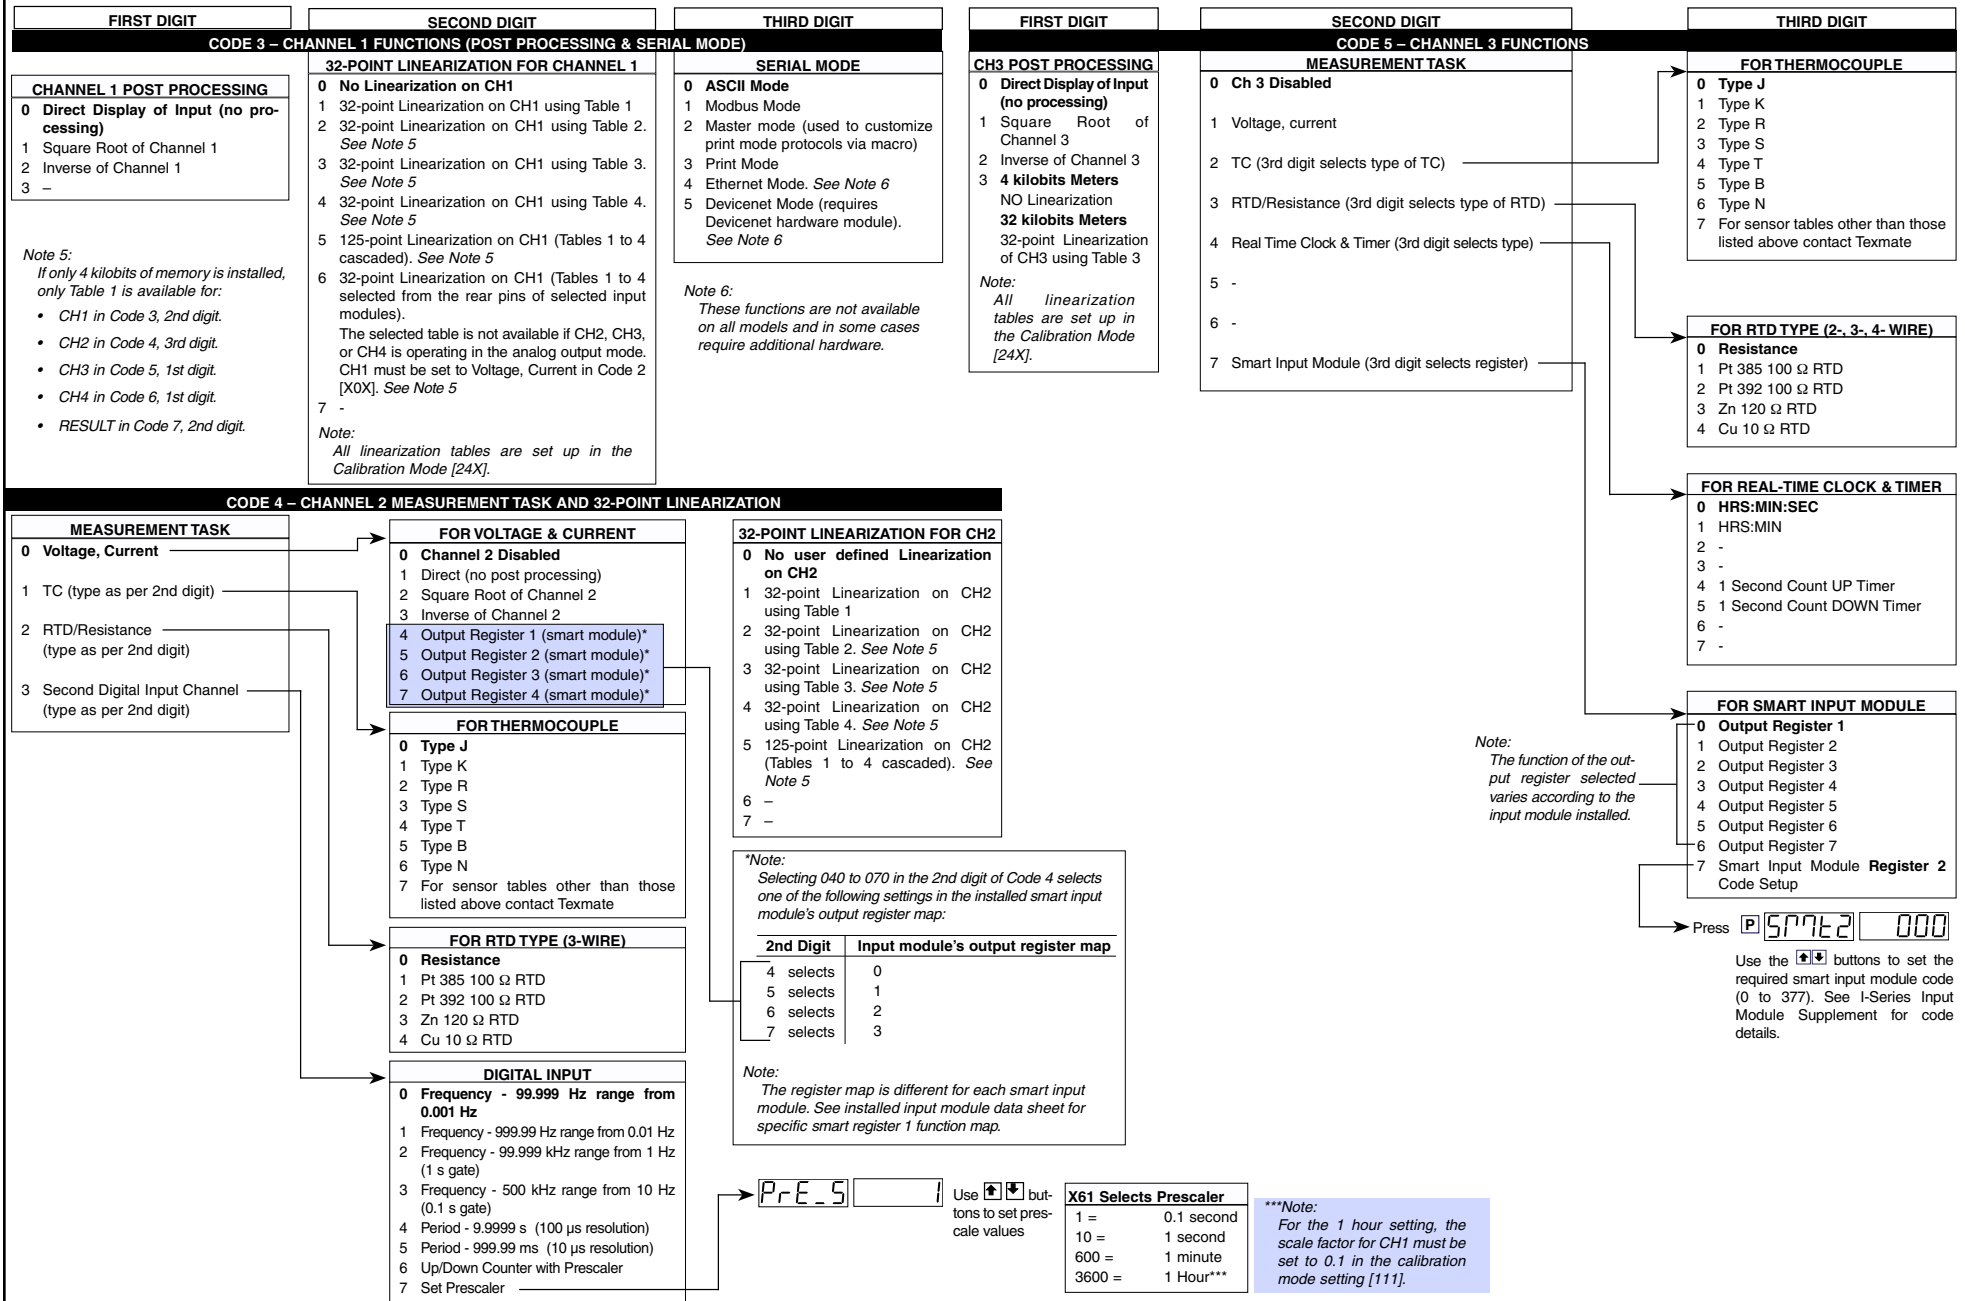 FIRST DIGIT
SECOND DIGIT
THIRD DIGIT
CODE 3 – CHANNEL 1 FUNCTIONS (POST PROCESSING & SERIAL MODE)
CHANNEL 1 POST PROCESSING
0 Direct Display of Input (no pro-
cessing)
1 Square Root of Channel 1
2 Inverse of Channel 1
3 –
Note 5:
If only 4 kilobits of memory is installed,
only Table 1 is available for:
• CH1 in Code 3, 2nd digit.
• CH2 in Code 4, 3rd digit.
• CH3 in Code 5, 1st digit.
• CH4 in Code 6, 1st digit.
• RESULT in Code 7, 2nd digit.
32-POINT LINEARIZATION FOR CHANNEL 1
0 No Linearization on CH1
1 32-point Linearization on CH1 using Table 1
2 32-point Linearization on CH1 using Table 2.
See Note 5
3 32-point Linearization on CH1 using Table 3.
See Note 5
4 32-point Linearization on CH1 using Table 4.
See Note 5
5 125-point Linearization on CH1 (Tables 1 to 4
cascaded). See Note 5
6 32-point Linearization on CH1 (Tables 1 to 4
selected from the rear pins of selected input
modules).
The selected table is not available if CH2, CH3,
or CH4 is operating in the analog output mode.
CH1 must be set to Voltage, Current in Code 2
[X0X]. See Note 5
7 -
Note:
All linearization tables are set up in the
Calibration Mode [24X].
SERIAL MODE
0 ASCII Mode
1 Modbus Mode
2 Master mode (used to customize
print mode protocols via macro)
3 Print Mode
4 Ethernet Mode. See Note 6
5 Devicenet Mode (requires
Devicenet hardware module).
See Note 6
Note 6:
These functions are not available
on all models and in some cases
require additional hardware.
FIRST DIGIT
SECOND DIGIT
THIRD DIGIT
CODE 5 – CHANNEL 3 FUNCTIONS
CH3 POST PROCESSING
0 Direct Display of Input
(no processing)
1 Square Root of
Channel 3
2 Inverse of Channel 3
3 4 kilobits Meters
NO Linearization
32 kilobits Meters
32-point Linearization
of CH3 using Table 3
Note:
All linearization
tables are set up in
the Calibration Mode
[24X].
MEASUREMENT TASK
0 Ch 3 Disabled
1 Voltage, current
2 TC (3rd digit selects type of TC)
3 RTD/Resistance (3rd digit selects type of RTD)
4 Real Time Clock & Timer (3rd digit selects type)
5 -
6 -
7 Smart Input Module (3rd digit selects register)
FOR THERMOCOUPLE
0 Type J
1 Type K
2 Type R
3 Type S
4 Type T
5 Type B
6 Type N
7 For sensor tables other than those
listed above contact Texmate
FOR RTD TYPE (2-, 3-, 4- WIRE)
0 Resistance
1 Pt 385 100 Ω RTD
2 Pt 392 100 Ω RTD
3 Zn 120 Ω RTD
4 Cu 10 Ω RTD
FOR REAL-TIME CLOCK & TIMER
0 HRS:MIN:SEC
1 HRS:MIN
2 -
3 -
4 1 Second Count UP Timer
5 1 Second Count DOWN Timer
6 -
7 -
FOR SMART INPUT MODULE
0 Output Register 1
1 Output Register 2
2 Output Register 3
3 Output Register 4
4 Output Register 5
5 Output Register 6
6 Output Register 7
7 Smart Input Module Register 2
Code Setup
Note:
The function of the out-
put register selected
varies according to the
input module installed.
Press P SMt2 000
Use the buttons to set the
required smart input module code
(0 to 377). See I-Series Input
Module Supplement for code
details.
CODE 4 – CHANNEL 2 MEASUREMENT TASK AND 32-POINT LINEARIZATION
MEASUREMENT TASK
0 Voltage, Current
1 TC (type as per 2nd digit)
2 RTD/Resistance
(type as per 2nd digit)
3 Second Digital Input Channel
(type as per 2nd digit)
FOR VOLTAGE & CURRENT
0 Channel 2 Disabled
1 Direct (no post processing)
2 Square Root of Channel 2
3 Inverse of Channel 2
4 Output Register 1 (smart module)*
5 Output Register 2 (smart module)*
6 Output Register 3 (smart module)*
7 Output Register 4 (smart module)*
FOR THERMOCOUPLE
0 Type J
1 Type K
2 Type R
3 Type S
4 Type T
5 Type B
6 Type N
7 For sensor tables other than those
listed above contact Texmate
FOR RTD TYPE (3-WIRE)
0 Resistance
1 Pt 385 100 Ω RTD
2 Pt 392 100 Ω RTD
3 Zn 120 Ω RTD
4 Cu 10 Ω RTD
DIGITAL INPUT
0 Frequency - 99.999 Hz range from
0.001 Hz
1 Frequency - 999.99 Hz range from 0.01 Hz
2 Frequency - 99.999 kHz range from 1 Hz
(1 s gate)
3 Frequency - 500 kHz range from 10 Hz
(0.1 s gate)
4 Period - 9.9999 s (100 µs resolution)
5 Period - 999.99 ms (10 µs resolution)
6 Up/Down Counter with Prescaler
7 Set Prescaler
32-POINT LINEARIZATION FOR CH2
0 No user defined Linearization
on CH2
1 32-point Linearization on CH2
using Table 1
2 32-point Linearization on CH2
using Table 2. See Note 5
3 32-point Linearization on CH2
using Table 3. See Note 5
4 32-point Linearization on CH2
using Table 4. See Note 5
5 125-point Linearization on CH2
(Tables 1 to 4 cascaded). See
Note 5
6 –
7 –
*Note:
Selecting 040 to 070 in the 2nd digit of Code 4 selects
one of the following settings in the installed smart input
module's output register map:
2nd Digit Input module's output register map
4 selects 0
5 selects 1
6 selects 2
7 selects 3
Note:
The register map is different for each smart input
module. See installed input module data sheet for
specific smart register 1 function map.
PrE_S 1
Use but-
tons to set pres-
cale values
X61 Selects Prescaler
1 = 0.1 second
10 = 1 second
600 = 1 minute
3600 = 1 Hour***
***Note:
For the 1 hour setting, the
scale factor for CH1 must be
set to 0.1 in the calibration
mode setting [111].